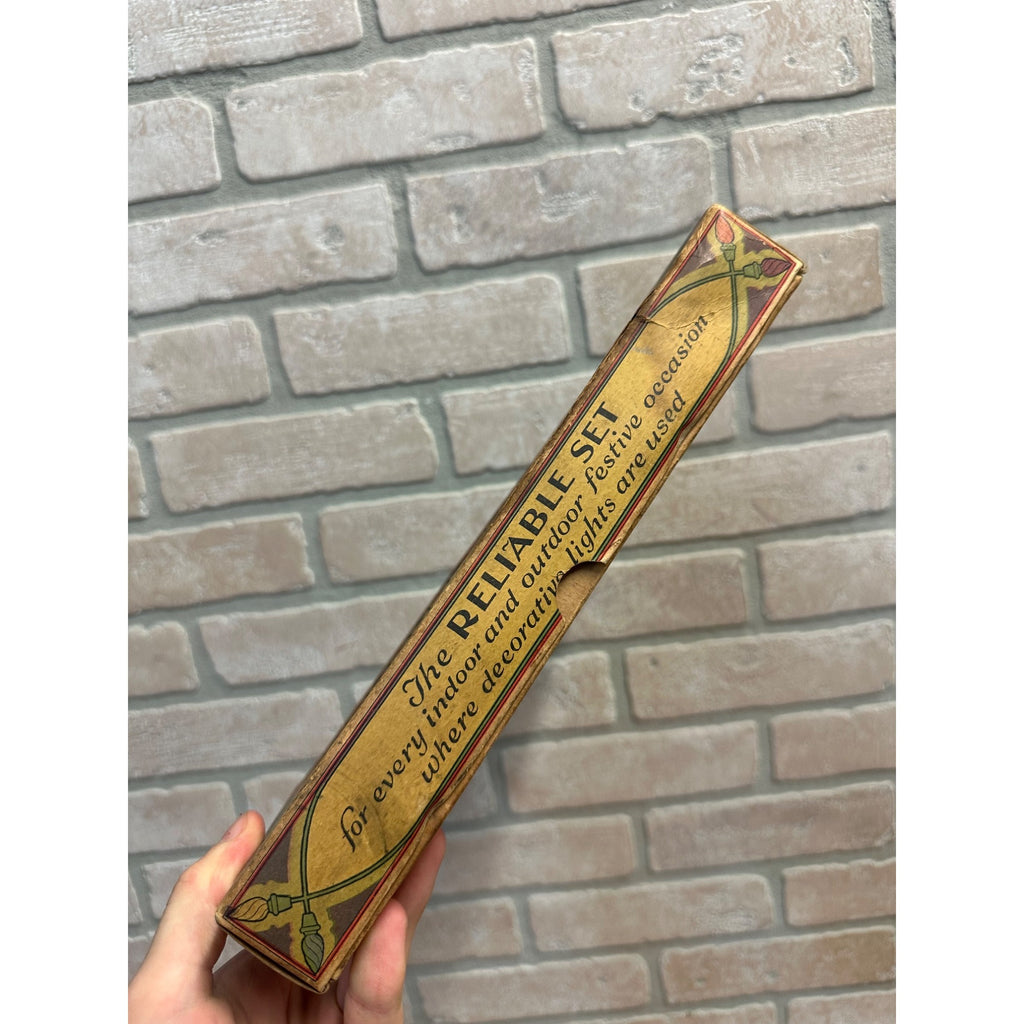 The RELIABLE SET
for every indoor and outdoor festive occasion
where decorative lights are used